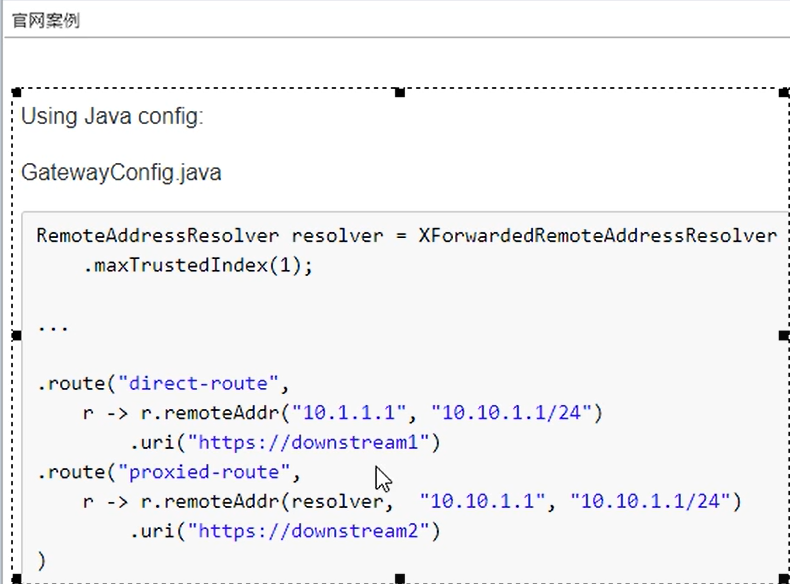 官网案例
Using Java config:
GatewayConfig.java
RemoteAddressResolver resolver = XForwardedRemoteAddressResolver
    .maxTrustedIndex(1);
...
.route("direct-route",
    r -> r.remoteAddr("10.1.1.1", "10.10.1.1/24")
        .uri("https://downstream1")
.route("proxied-route",
    r -> r.remoteAddr(resolver,  "10.10.1.1", "10.10.1.1/24")
        .uri("https://downstream2")
)